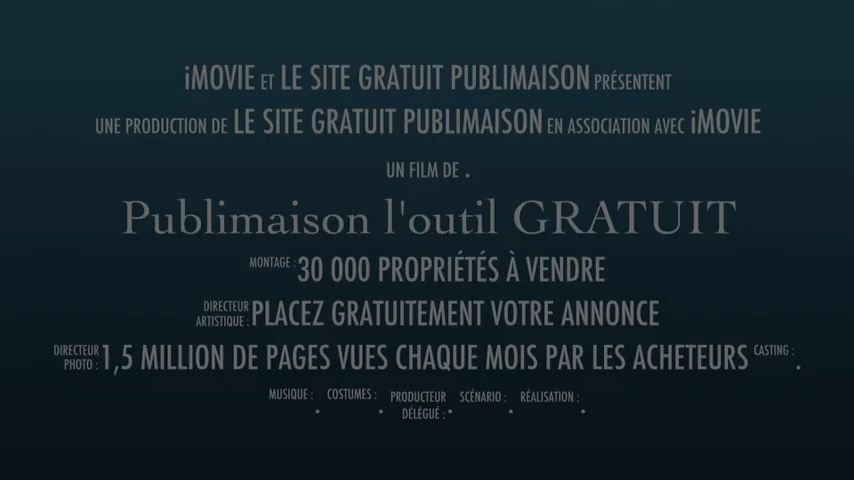 iMOVIE ET LE SITE GRATUIT PUBLIMAISON PRÉSENTENT
UNE PRODUCTION DE LE SITE GRATUIT PUBLIMAISON EN ASSOCIATION AVEC iMOVIE
UN FILM DE .
Publimaison l'outil GRATUIT
MONTAGE : 30 000 PROPRIÉTÉS À VENDRE
DIRECTEUR ARTISTIQUE : PLACEZ GRATUITEMENT VOTRE ANNONCE
DIRECTEUR PHOTO : 1,5 MILLION DE PAGES VUES CHAQUE MOIS PAR LES ACHETEURS CASTING : .
MUSIQUE : . COSTUMES : . PRODUCTEUR DÉLÉGUÉ : . SCÉNARIO : . RÉALISATION : .